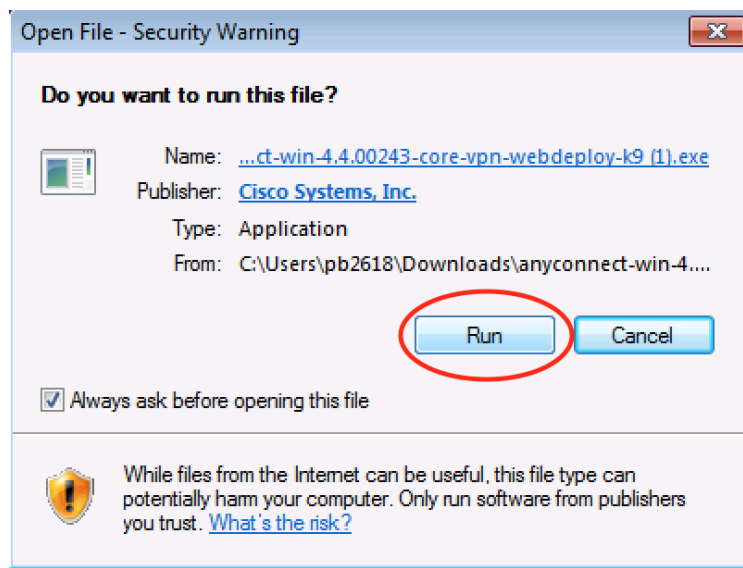 Open File - Security Warning
Do you want to run this file?
Name: ...ct-win-4.4.00243-core-vpn-webdeploy-k9 (1).exe
Publisher: Cisco Systems, Inc.
Type: Application
From: C:\Users\pb2618\Downloads\anyconnect-win-4....
Run Cancel
Always ask before opening this file
While files from the Internet can be useful, this file type can
potentially harm your computer. Only run software from publishers
you trust. What's the risk?